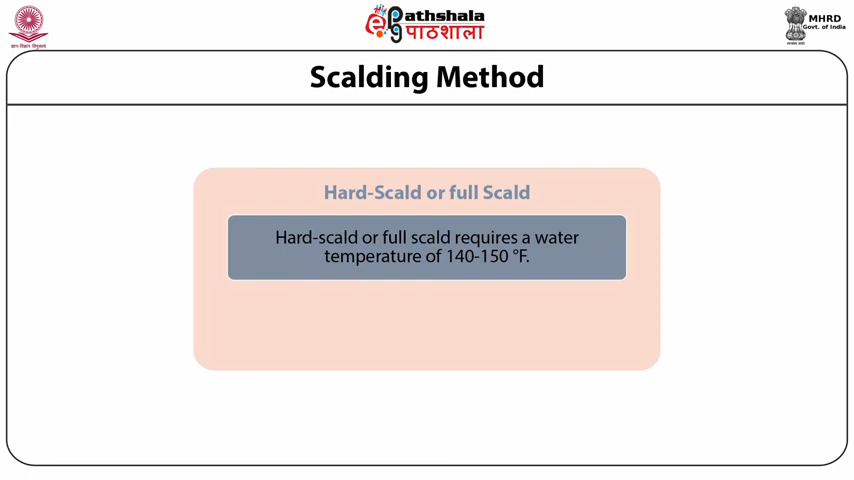 Pathshala
पाठशाला
MHRD
Govt. of India
Scalding Method
Hard-Scald or full Scald
Hard-scald or full scald requires a water
temperature of 140-150 °F.